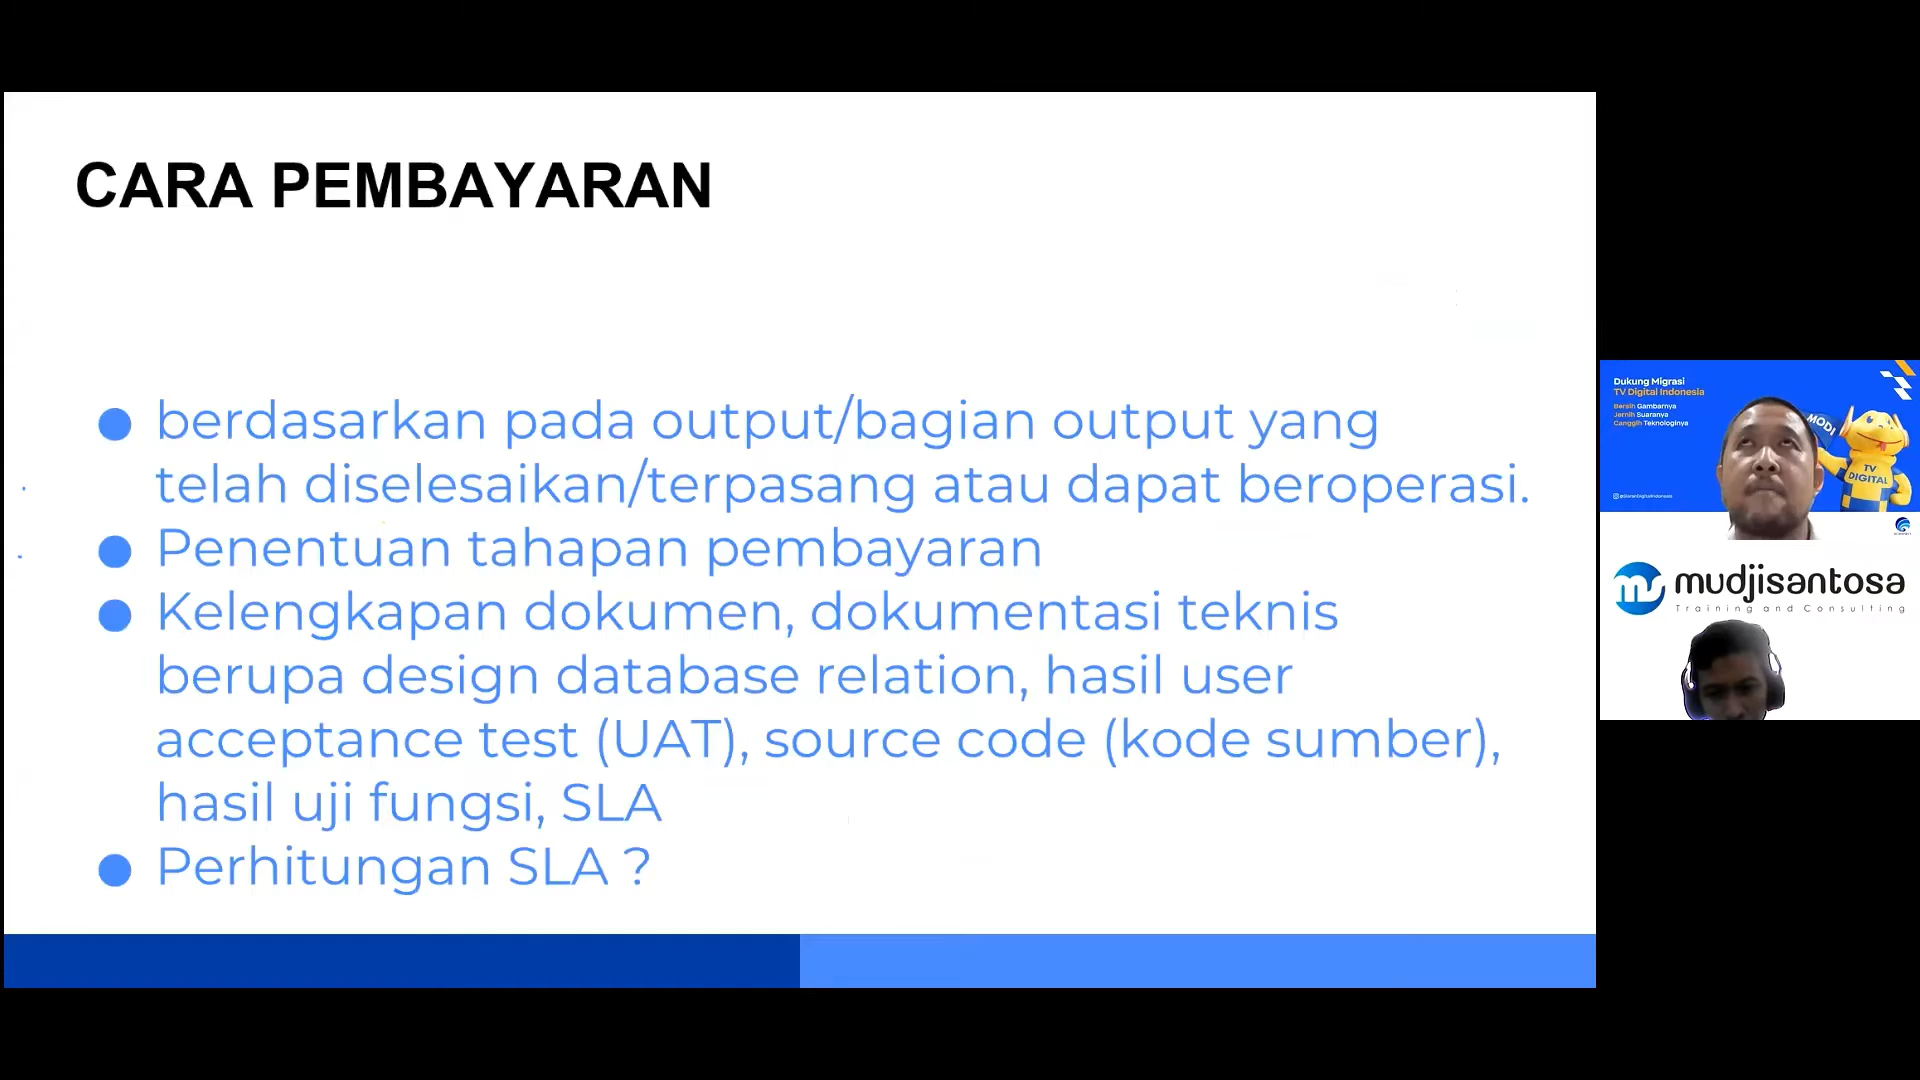 CARA PEMBAYARAN
berdasarkan pada output/bagian output yang
telah diselesaikan/terpasang atau dapat beroperasi.
Penentuan tahapan pembayaran
Kelengkapan dokumen, dokumentasi teknis
berupa design database relation, hasil user
acceptance test (UAT), source code (kode sumber),
hasil uji fungsi, SLA
Perhitungan SLA ?
Dukung Migrasi
TV Digital Indonesia
Bersih Gambarnya
Jernih Suaranya
Canggih Teknologinya
MODI
TV
DIGITAL
mudjisantosa
Training and Consulting